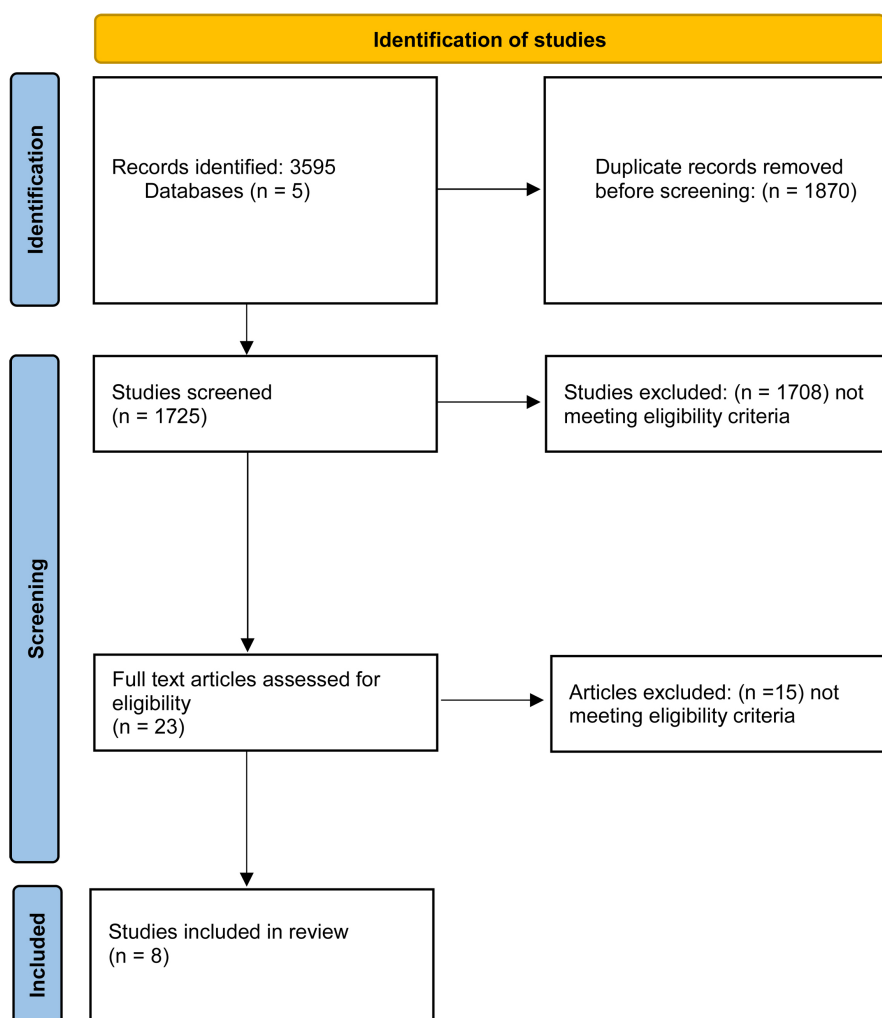 Identification of studies
Identification
Records identified: 3595
Databases (n = 5)
Duplicate records removed
before screening: (n = 1870)
Screening
Studies screened
(n = 1725)
Studies excluded: (n = 1708) not
meeting eligibility criteria
Full text articles assessed for
eligibility
(n = 23)
Articles excluded: (n =15) not
meeting eligibility criteria
Included
Studies included in review
(n = 8)